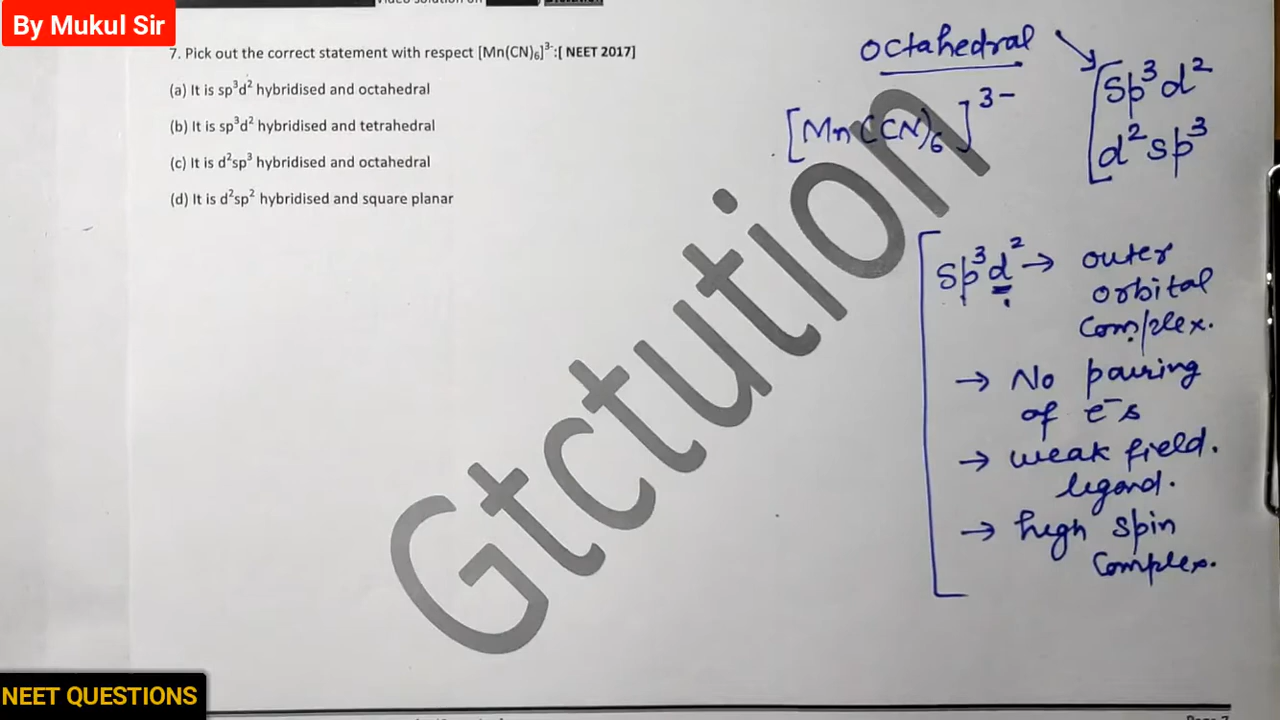 By Mukul Sir
7. Pick out the correct statement with respect [Mn(CN)₆]³⁻:[ NEET 2017]
(a) It is sp³d² hybridised and octahedral
(b) It is sp³d² hybridised and tetrahedral
(c) It is d²sp³ hybridised and octahedral
(d) It is d²sp² hybridised and square planar
octahedral
[Mn(CN)₆]³⁻
sp³d²
d²sp³
sp³d² → outer
orbital
complex.
→ No pairing
of e⁻s
→ weak field.
legand.
→ high spin
complex.
Gtctution
NEET QUESTIONS